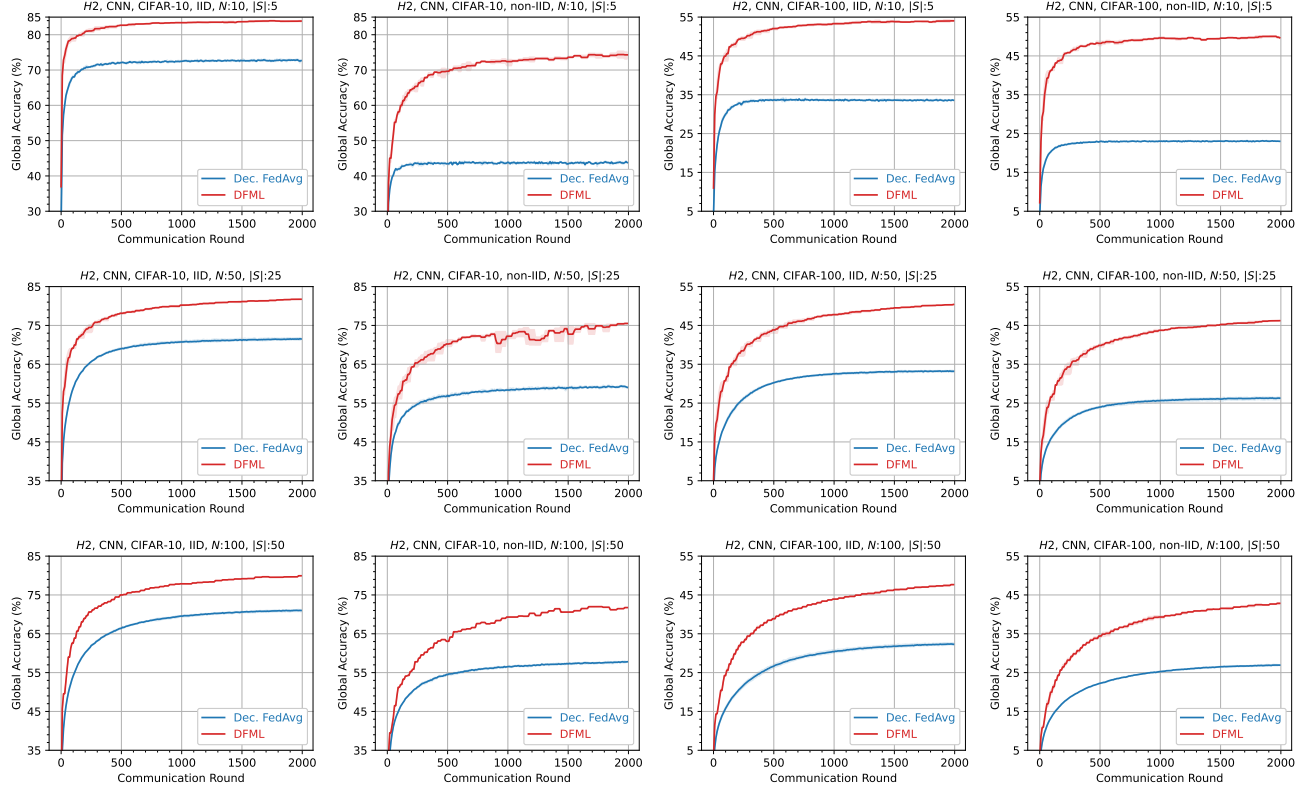 H2, CNN, CIFAR-10, IID, N:10, |S|:5
85
80
70
60
50
40
30
Global Accuracy (%)
0 500 1000 1500 2000
Communication Round
Dec. FedAvg
DFML
H2, CNN, CIFAR-10, non-IID, N:10, |S|:5
85
80
70
60
50
40
30
Global Accuracy (%)
0 500 1000 1500 2000
Communication Round
Dec. FedAvg
DFML
H2, CNN, CIFAR-100, IID, N:10, |S|:5
55
45
35
25
15
5
Global Accuracy (%)
0 500 1000 1500 2000
Communication Round
Dec. FedAvg
DFML
H2, CNN, CIFAR-100, non-IID, N:10, |S|:5
55
45
35
25
15
5
Global Accuracy (%)
0 500 1000 1500 2000
Communication Round
Dec. FedAvg
DFML
H2, CNN, CIFAR-10, IID, N:50, |S|:25
85
75
65
55
45
35
Global Accuracy (%)
0 500 1000 1500 2000
Communication Round
Dec. FedAvg
DFML
H2, CNN, CIFAR-10, non-IID, N:50, |S|:25
85
75
65
55
45
35
Global Accuracy (%)
0 500 1000 1500 2000
Communication Round
Dec. FedAvg
DFML
H2, CNN, CIFAR-100, IID, N:50, |S|:25
55
45
35
25
15
5
Global Accuracy (%)
0 500 1000 1500 2000
Communication Round
Dec. FedAvg
DFML
H2, CNN, CIFAR-100, non-IID, N:50, |S|:25
55
45
35
25
15
5
Global Accuracy (%)
0 500 1000 1500 2000
Communication Round
Dec. FedAvg
DFML
H2, CNN, CIFAR-10, IID, N:100, |S|:50
85
75
65
55
45
35
Global Accuracy (%)
0 500 1000 1500 2000
Communication Round
Dec. FedAvg
DFML
H2, CNN, CIFAR-10, non-IID, N:100, |S|:50
85
75
65
55
45
35
Global Accuracy (%)
0 500 1000 1500 2000
Communication Round
Dec. FedAvg
DFML
H2, CNN, CIFAR-100, IID, N:100, |S|:50
55
45
35
25
15
5
Global Accuracy (%)
0 500 1000 1500 2000
Communication Round
Dec. FedAvg
DFML
H2, CNN, CIFAR-100, non-IID, N:100, |S|:50
55
45
35
25
15
5
Global Accuracy (%)
0 500 1000 1500 2000
Communication Round
Dec. FedAvg
DFML